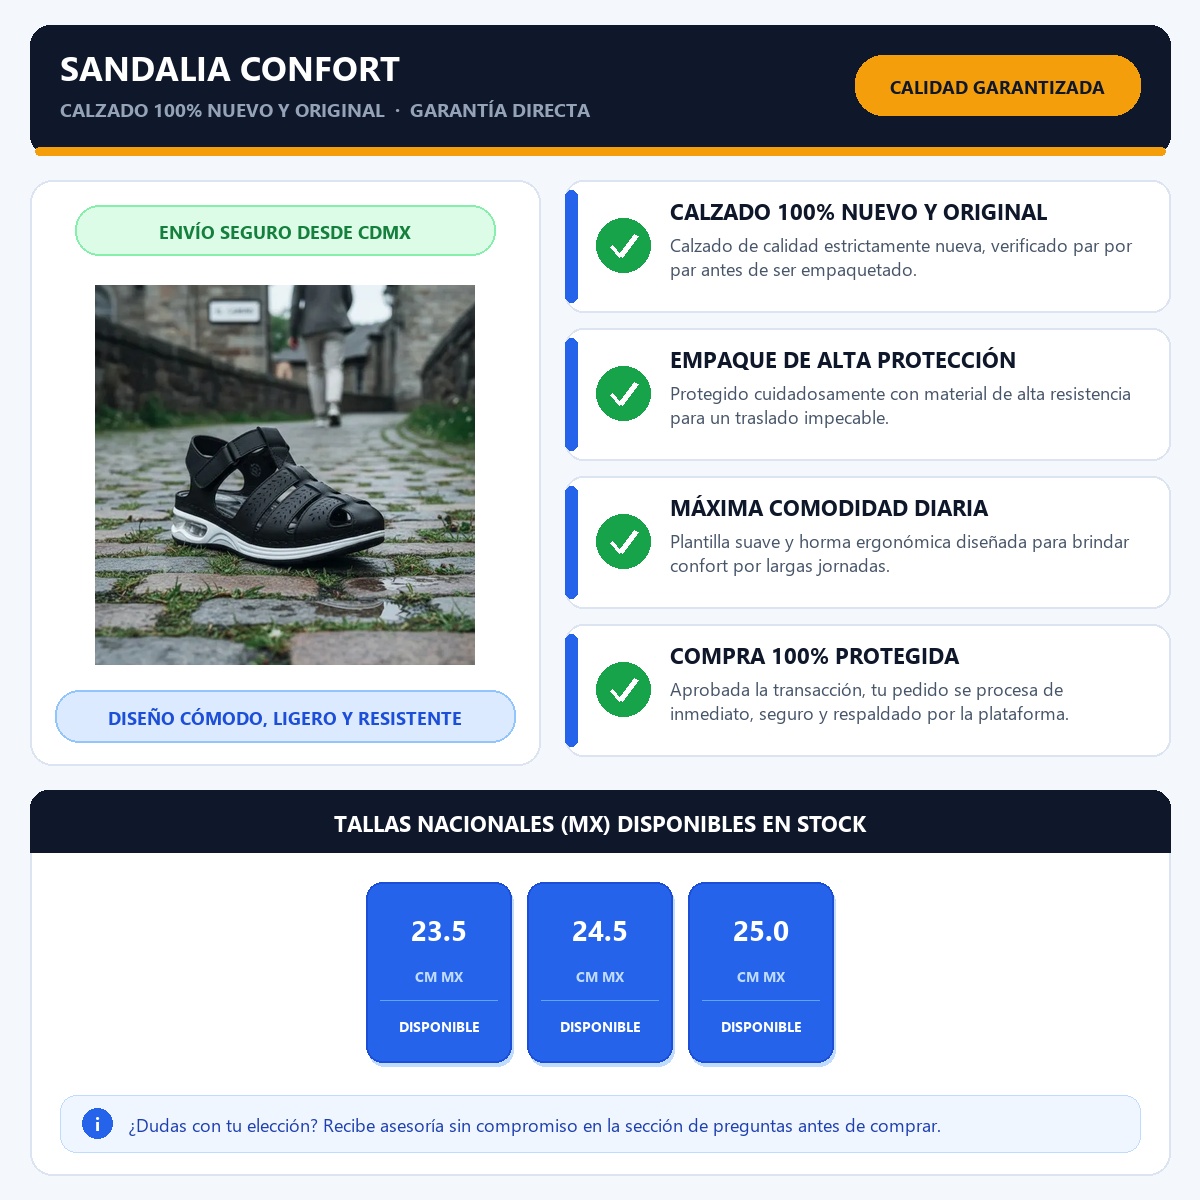 SANDALIA CONFORT
CALZADO 100% NUEVO Y ORIGINAL · GARANTÍA DIRECTA
CALIDAD GARANTIZADA
ENVÍO SEGURO DESDE CDMX
DISEÑO CÓMODO, LIGERO Y RESISTENTE
CALZADO 100% NUEVO Y ORIGINAL
Calzado de calidad estrictamente nueva, verificado par por
par antes de ser empaquetado.
EMPAQUE DE ALTA PROTECCIÓN
Protegido cuidadosamente con material de alta resistencia
para un traslado impecable.
MÁXIMA COMODIDAD DIARIA
Plantilla suave y horma ergonómica diseñada para brindar
confort por largas jornadas.
COMPRA 100% PROTEGIDA
Aprobada la transacción, tu pedido se procesa de
inmediato, seguro y respaldado por la plataforma.
TALLAS NACIONALES (MX) DISPONIBLES EN STOCK
23.5
CM MX
DISPONIBLE
24.5
CM MX
DISPONIBLE
25.0
CM MX
DISPONIBLE
¿Dudas con tu elección? Recibe asesoría sin compromiso en la sección de preguntas antes de comprar.